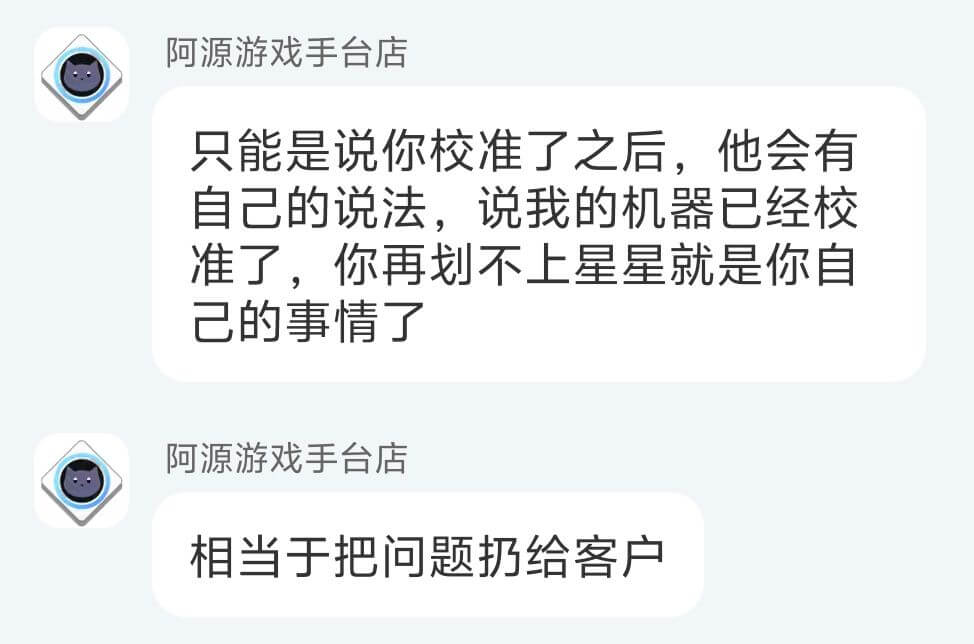 阿源游戏手台店
只能是说你校准了之后，他会有
自己的说法，说我的机器已经校
准了，你再划不上星星就是你自
己的事情了
阿源游戏手台店
相当于把问题扔给客户